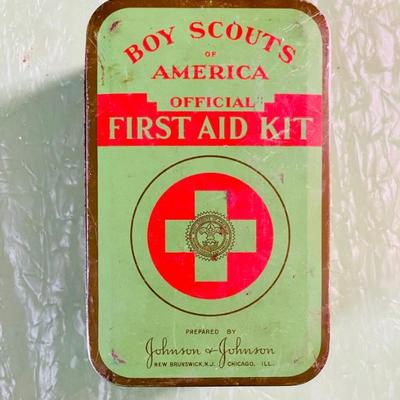 BOY SCOUTS
OF
AMERICA
OFFICIAL
FIRST AID KIT
PREPARED BY
Johnson & Johnson
NEW BRUNSWICK, N.J. CHICAGO, ILL.